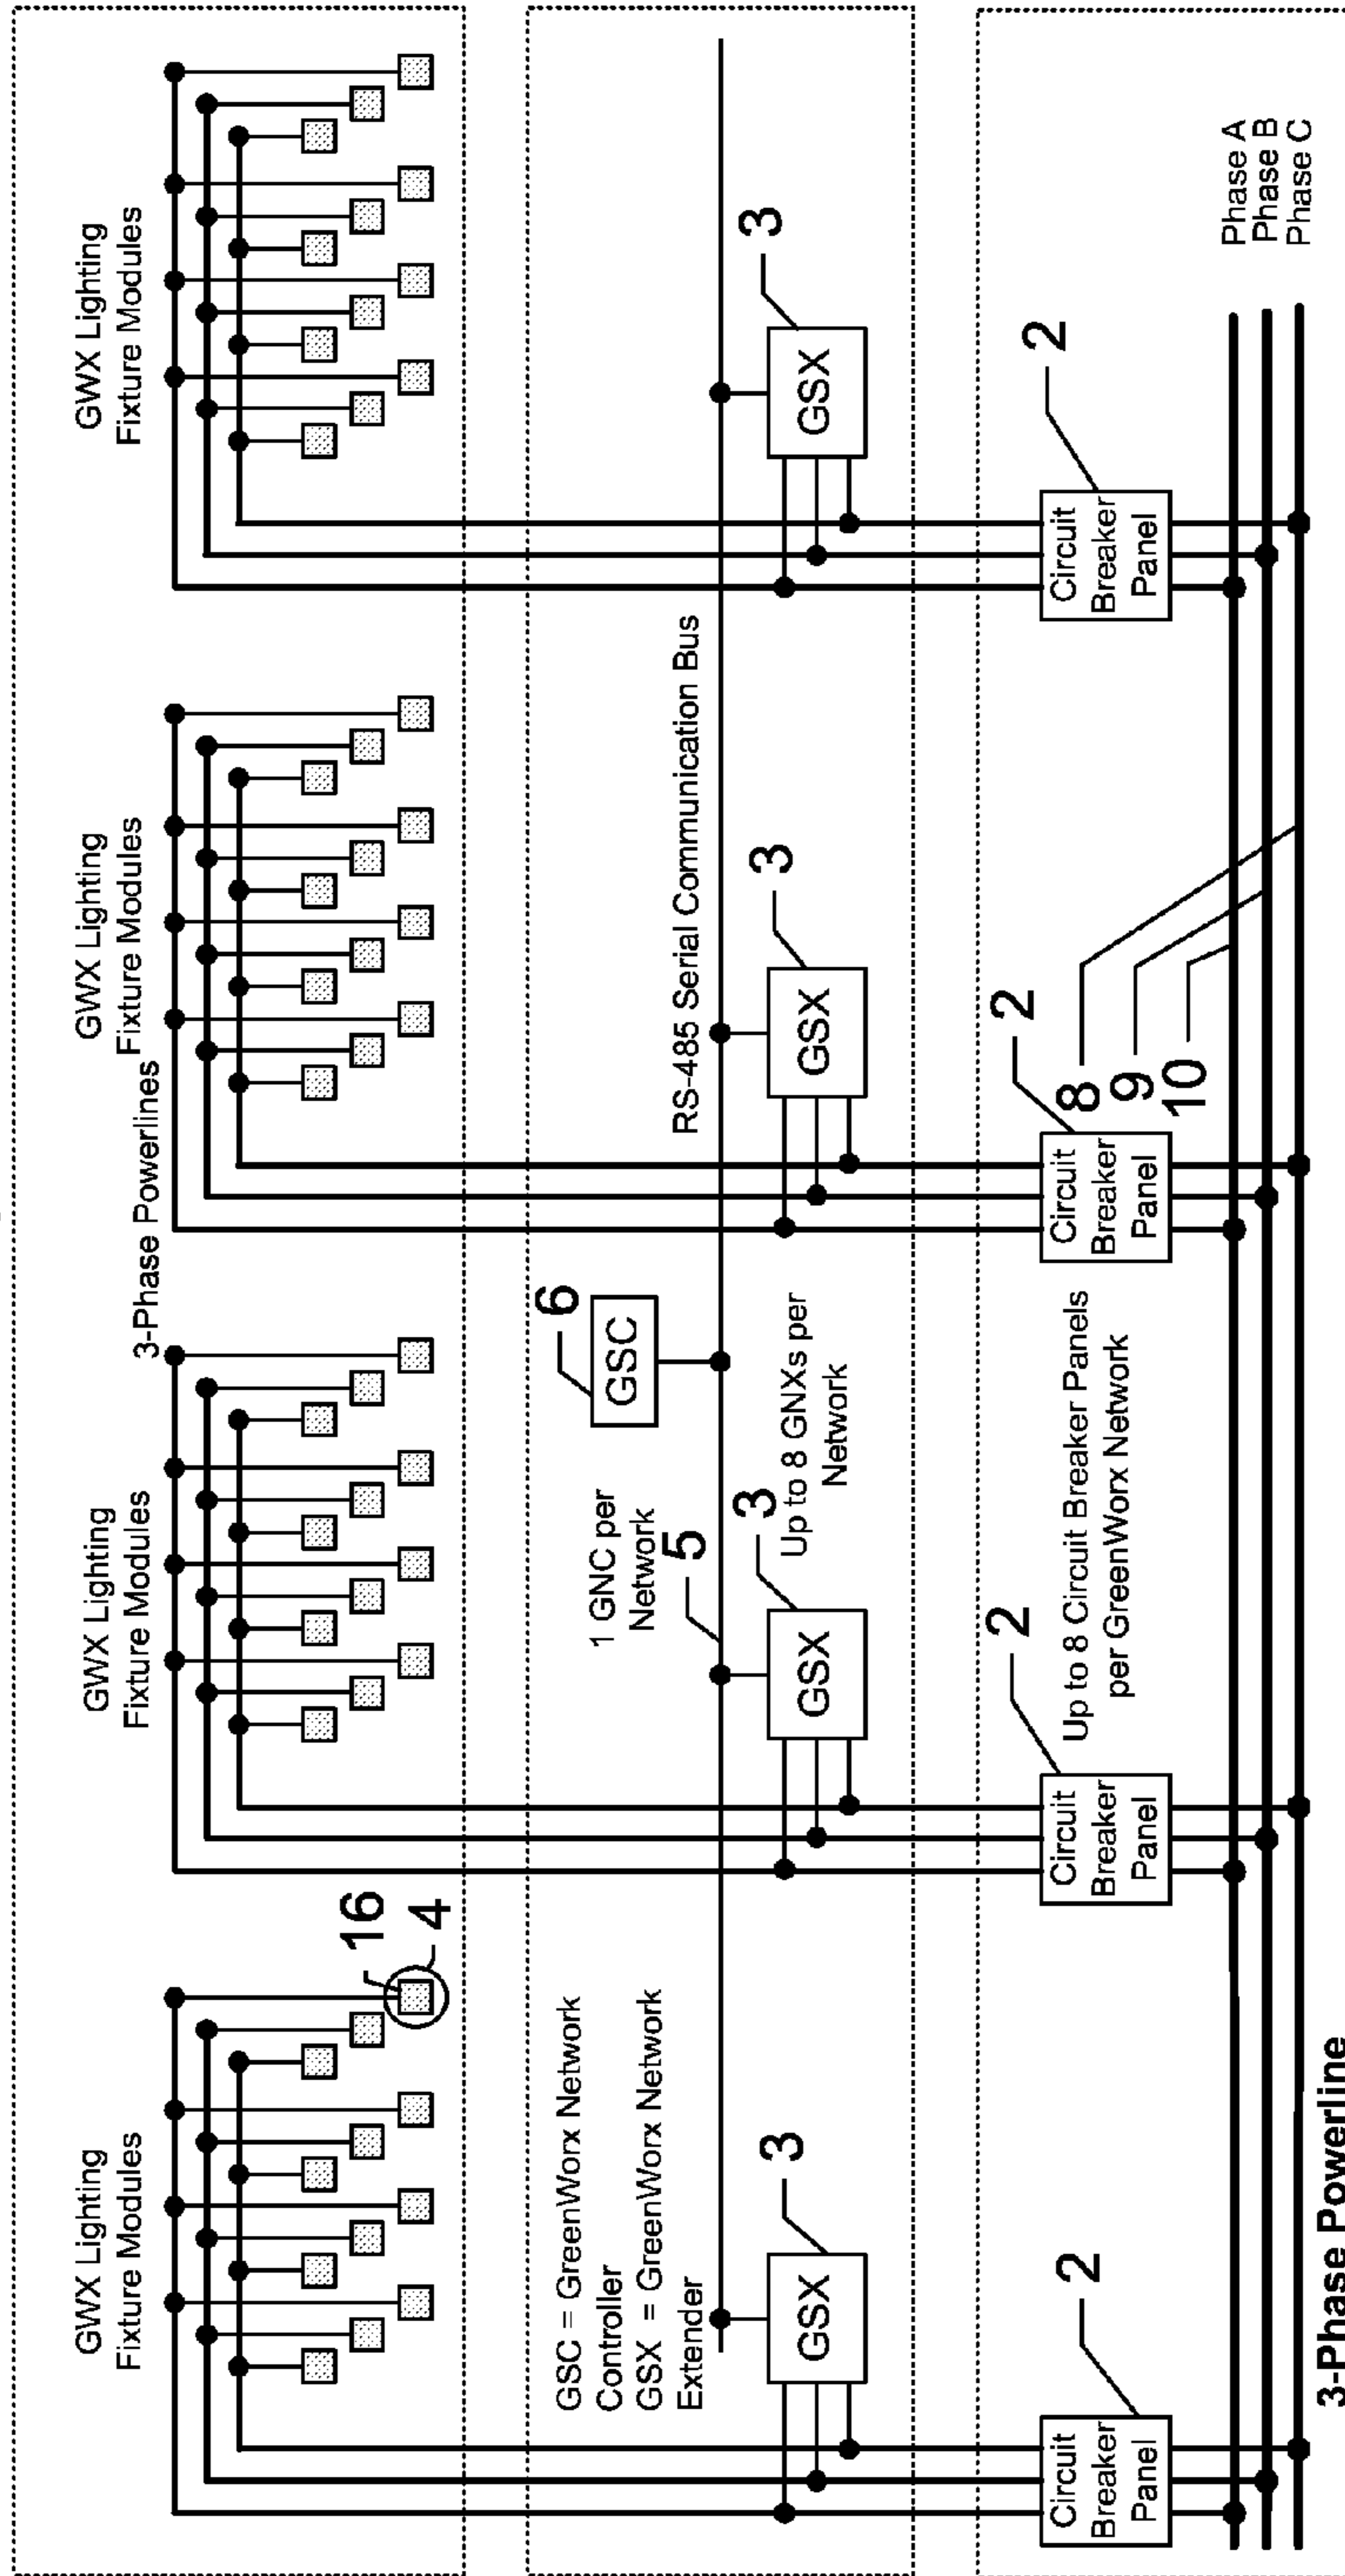 GWX Lighting
Fixture Modules
16
4
GWX Lighting
Fixture Modules
3-Phase Powerlines
GWX Lighting
Fixture Modules
GWX Lighting
Fixture Modules
GSC = GreenWorx Network
Controller
GSX = GreenWorx Network
Extender
3
GSX
1 GNC per
Network
5
3
GSX
Up to 8 GNXs per
Network
6
GSC
RS-485 Serial Communication Bus
3
GSX
3
GSX
2
Circuit
Breaker
Panel
2
Circuit
Breaker
Panel
Up to 8 Circuit Breaker Panels
per GreenWorx Network
2
Circuit
Breaker
Panel
8
9
10
2
Circuit
Breaker
Panel
Phase A
Phase B
Phase C
3-Phase Powerline